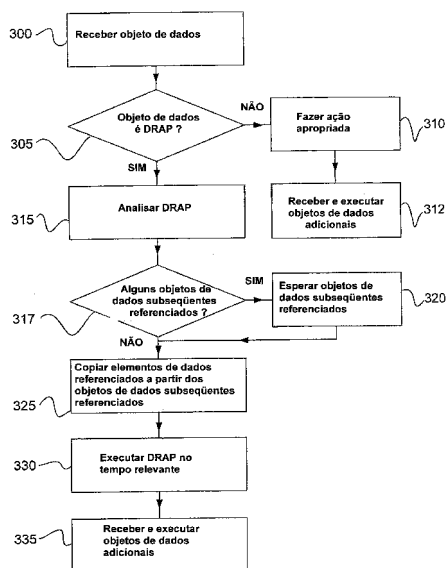 300
Receber objeto de dados
Objeto de dados
é DRAP ?
305
NÃO
Fazer ação
apropriada
310
SIM
Receber e executar
objetos de dados
adicionais
312
315
Analisar DRAP
Alguns objetos de
dados subseqüentes
referenciados ?
317
SIM
Esperar objetos de
dados subseqüentes
referenciados
320
NÃO
Copiar elementos de dados
referenciados a partir dos
objetos de dados subseqüentes
referenciados
325
330
Executar DRAP no
tempo relevante
335
Receber e executar
objetos de dados
adicionais